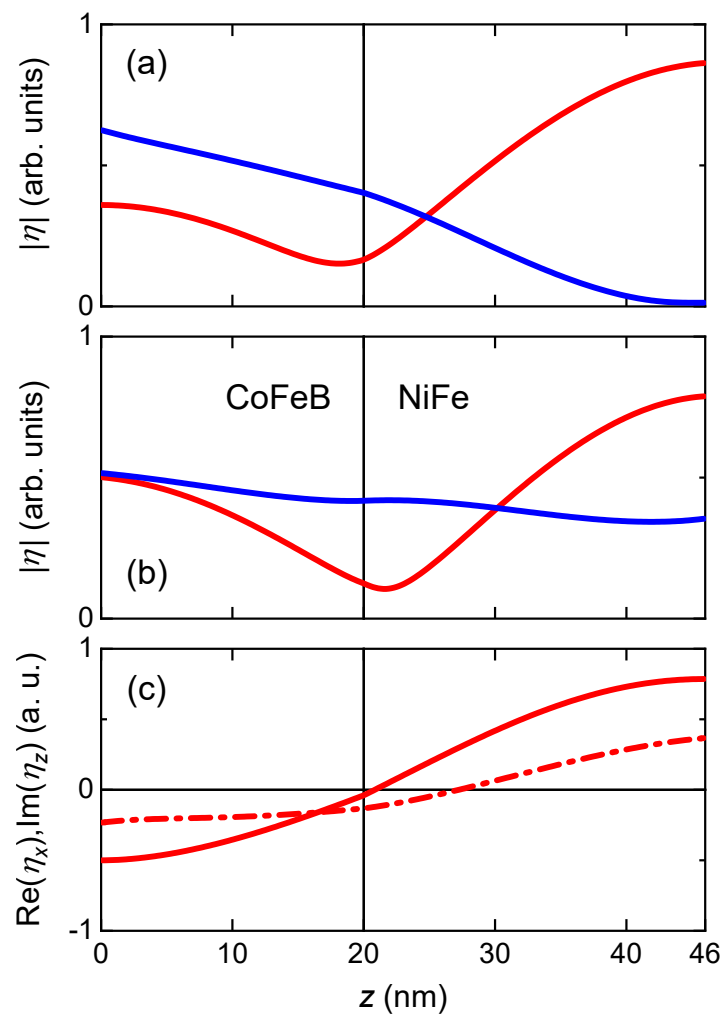 1
(a)
|η| (arb. units)
0
1
CoFeB NiFe
|η| (arb. units)
(b)
0
1
(c)
Re(ηx),Im(ηz) (a. u.)
0
-1
0 10 20 30 40 46
z (nm)